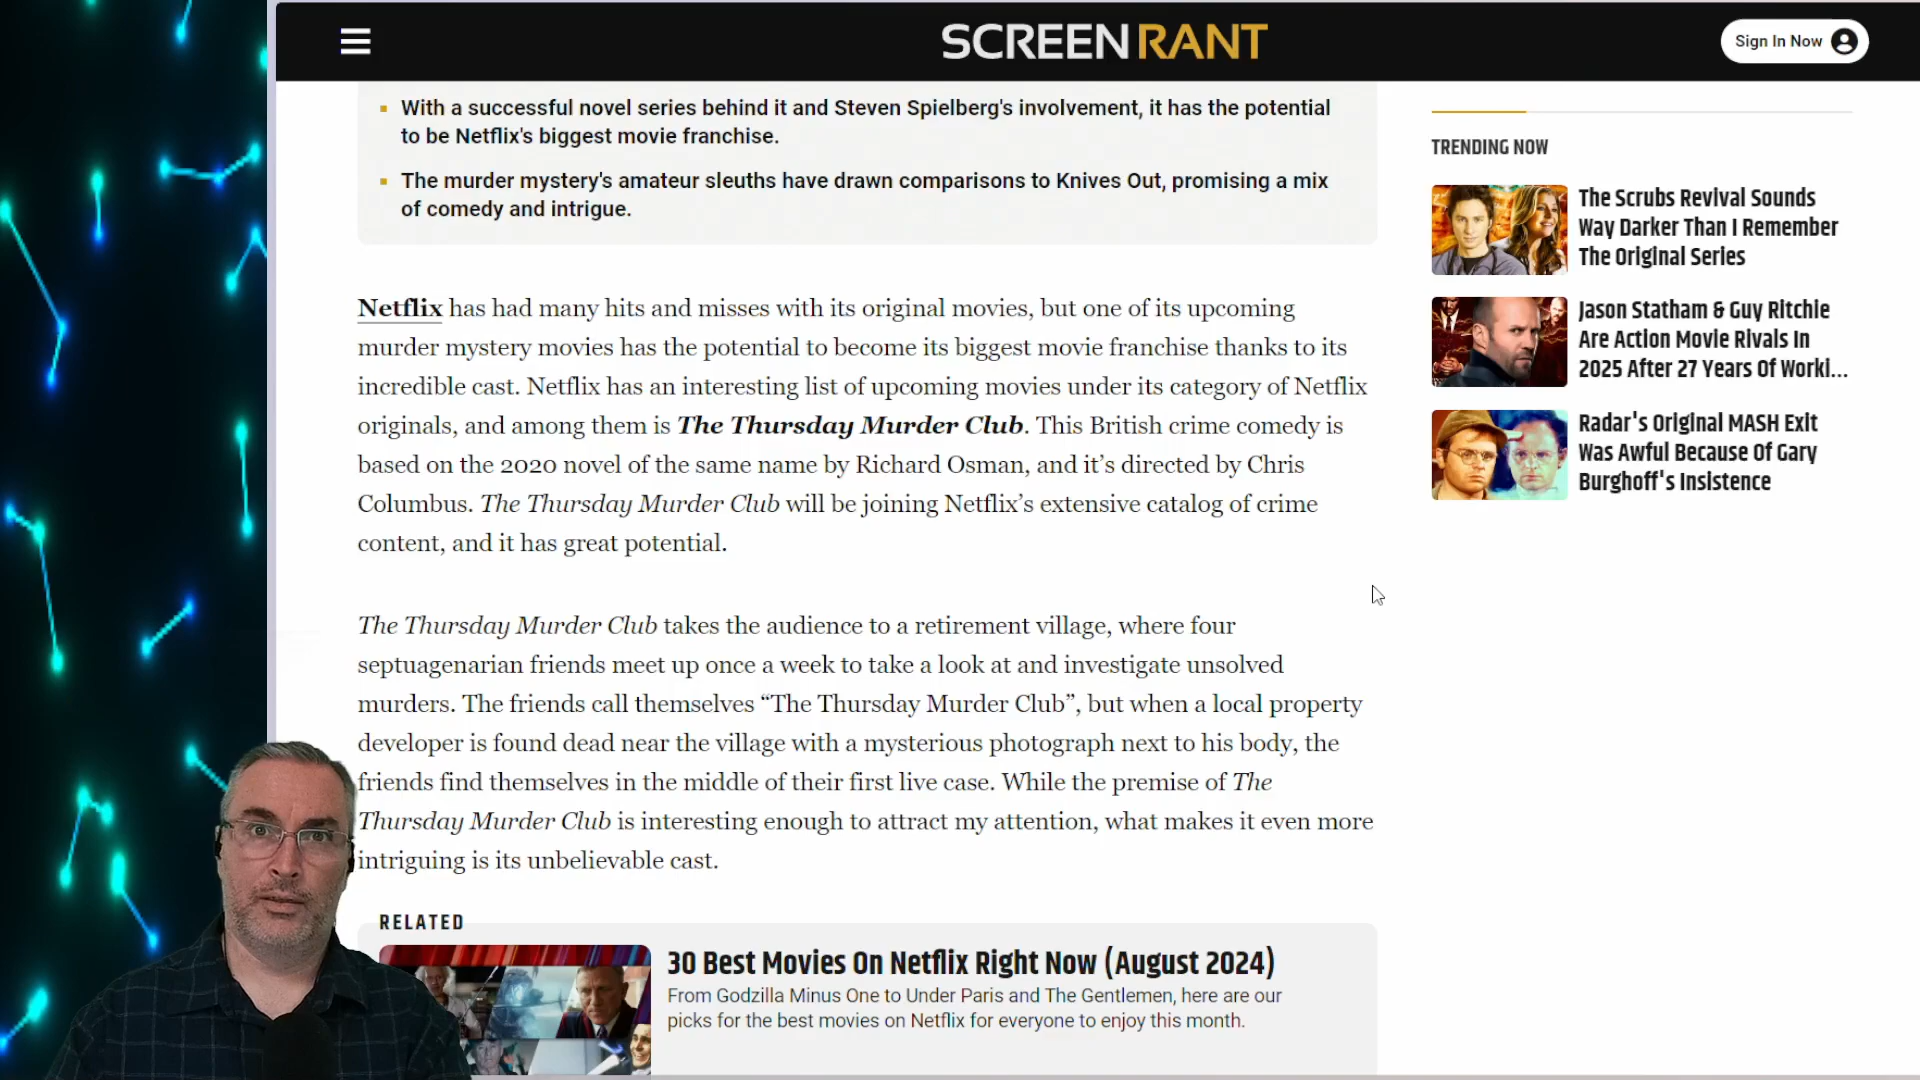 SCREENRANT
Sign In Now
With a successful novel series behind it and Steven Spielberg's involvement, it has the potential
to be Netflix's biggest movie franchise.
The murder mystery's amateur sleuths have drawn comparisons to Knives Out, promising a mix
of comedy and intrigue.
Netflix has had many hits and misses with its original movies, but one of its upcoming
murder mystery movies has the potential to become its biggest movie franchise thanks to its
incredible cast. Netflix has an interesting list of upcoming movies under its category of Netflix
originals, and among them is The Thursday Murder Club. This British crime comedy is
based on the 2020 novel of the same name by Richard Osman, and it’s directed by Chris
Columbus. The Thursday Murder Club will be joining Netflix’s extensive catalog of crime
content, and it has great potential.
The Thursday Murder Club takes the audience to a retirement village, where four
septuagenarian friends meet up once a week to take a look at and investigate unsolved
murders. The friends call themselves “The Thursday Murder Club”, but when a local property
developer is found dead near the village with a mysterious photograph next to his body, the
friends find themselves in the middle of their first live case. While the premise of The
Thursday Murder Club is interesting enough to attract my attention, what makes it even more
intriguing is its unbelievable cast.
RELATED
30 Best Movies On Netflix Right Now (August 2024)
From Godzilla Minus One to Under Paris and The Gentlemen, here are our
picks for the best movies on Netflix for everyone to enjoy this month.
TRENDING NOW
The Scrubs Revival Sounds
Way Darker Than I Remember
The Original Series
Jason Statham & Guy Ritchie
Are Action Movie Rivals In
2025 After 27 Years Of Worki...
Radar's Original MASH Exit
Was Awful Because Of Gary
Burghoff's Insistence